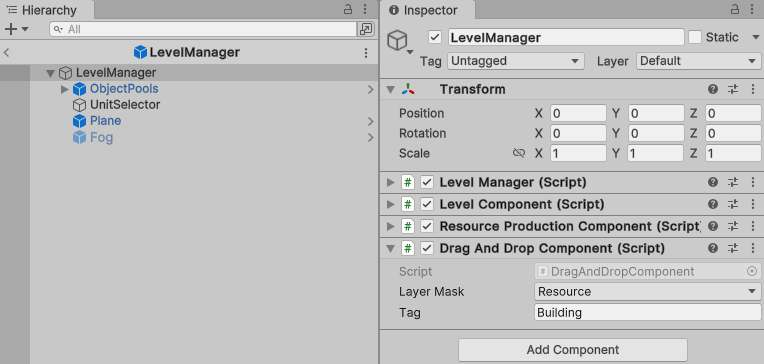 Hierarchy
All
LevelManager
LevelManager
ObjectPools
UnitSelector
Plane
Fog
Inspector
LevelManager Static
Tag Untagged Layer Default
Transform
Position X 0 Y 0 Z 0
Rotation X 0 Y 0 Z 0
Scale X 1 Y 1 Z 1
# Level Manager (Script)
# Level Component (Script)
# Resource Production Component (Script)
# Drag And Drop Component (Script)
Script # DragAndDropComponent
Layer Mask Resource
Tag Building
Add Component